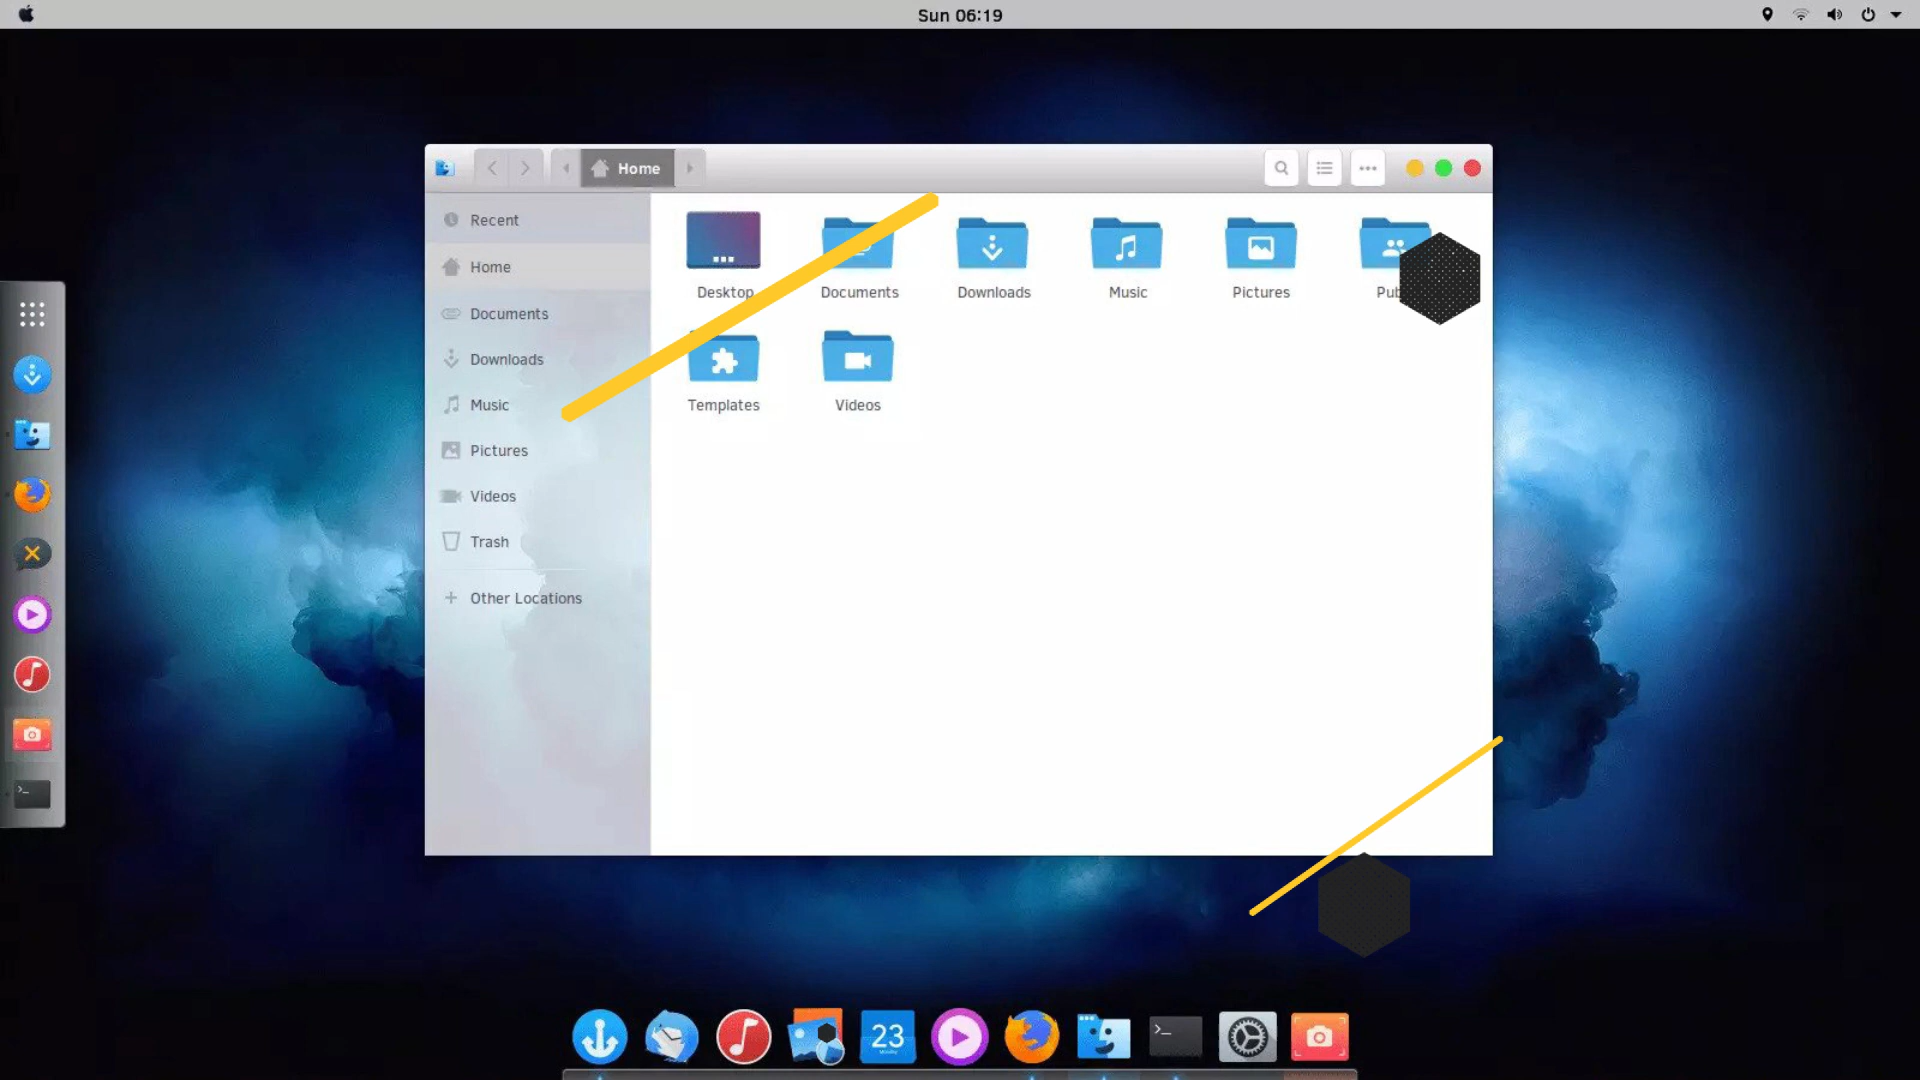 Sun 06:19
Home
Recent
Home
Documents
Downloads
Music
Pictures
Videos
Trash
Other Locations
Desktop
Documents
Downloads
Music
Pictures
Templates
Videos
23